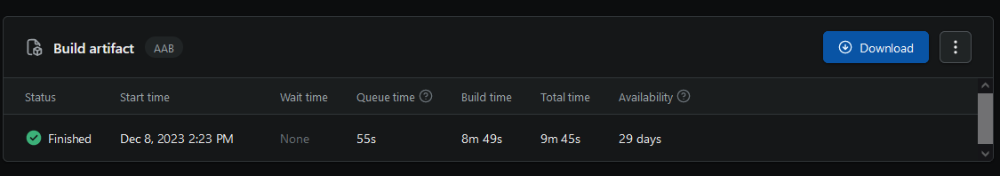 Build artifact AAB Download
Status Start time Wait time Queue time ? Build time Total time Availability ?
Finished Dec 8, 2023 2:23 PM None 55s 8m 49s 9m 45s 29 days